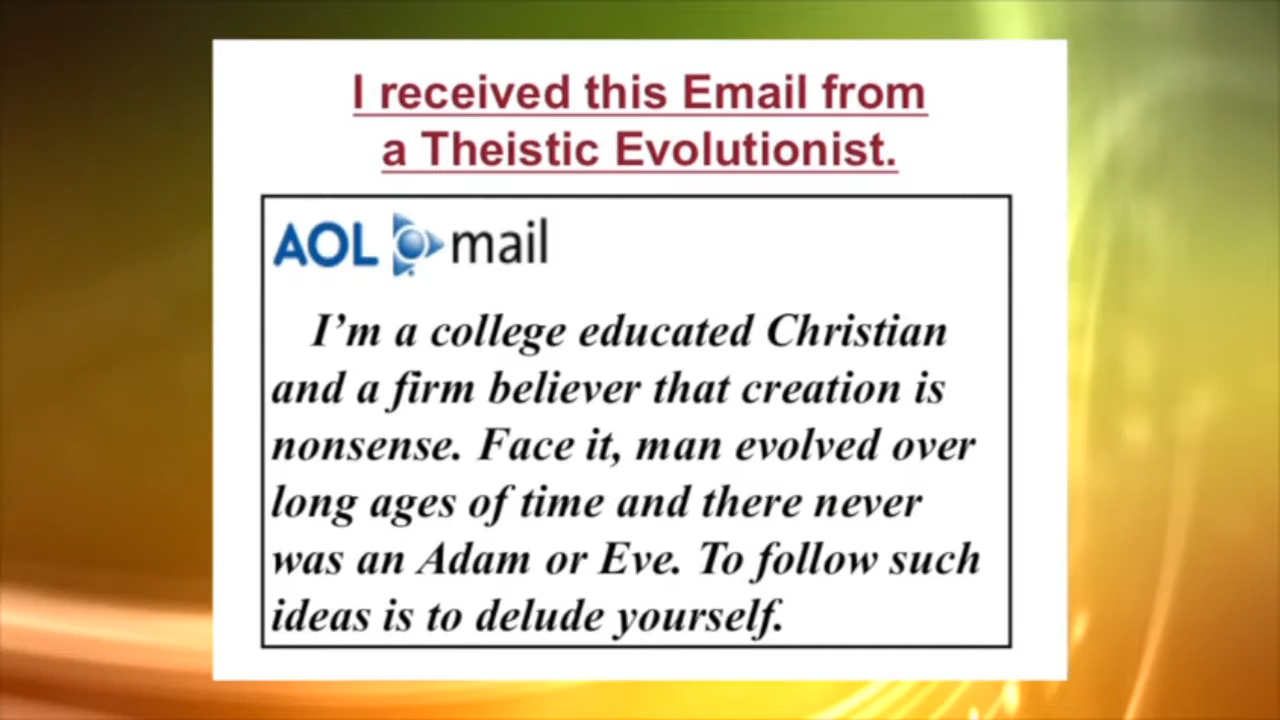 I received this Email from
a Theistic Evolutionist.
AOL mail
I’m a college educated Christian
and a firm believer that creation is
nonsense. Face it, man evolved over
long ages of time and there never
was an Adam or Eve. To follow such
ideas is to delude yourself.